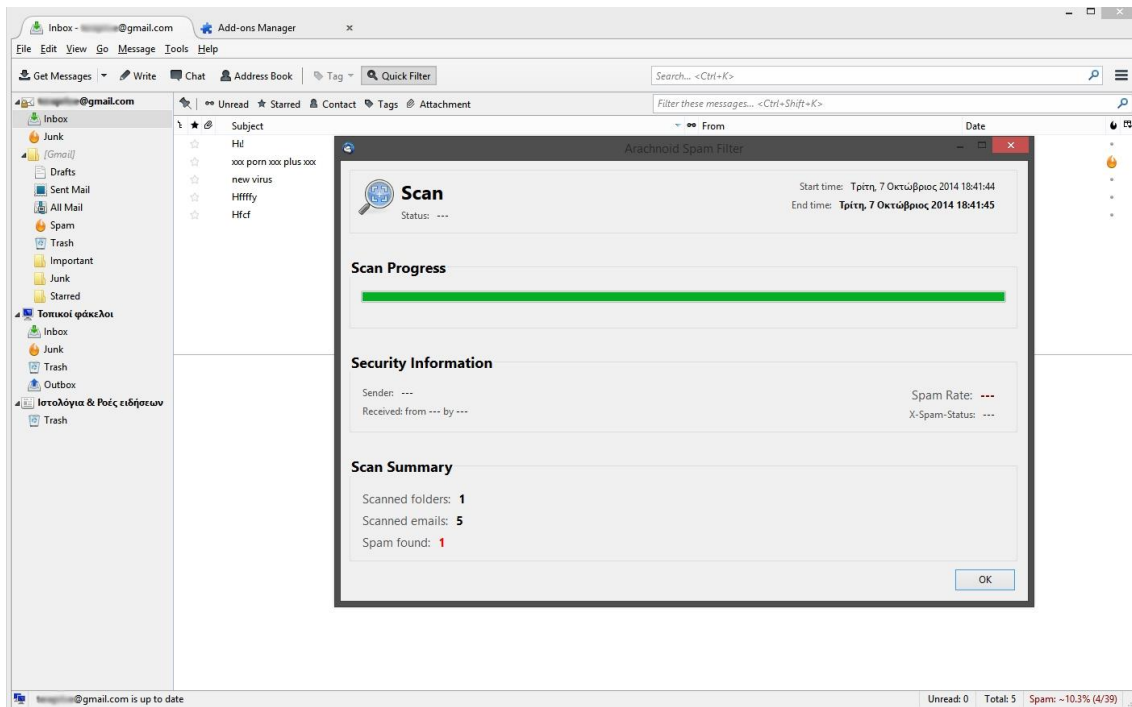 Inbox - @gmail.com
Add-ons Manager
File Edit View Go Message Tools Help
Get Messages Write Chat Address Book Tag Quick Filter Search... <Ctrl+K>
@gmail.com
Unread Starred Contact Tags Attachment Filter these messages... <Ctrl+Shift+K>
Inbox
Junk
[Gmail]
Drafts
Sent Mail
All Mail
Spam
Trash
Important
Junk
Starred
Τοπικοί φάκελοι
Inbox
Junk
Trash
Outbox
Ιστολόγια & Ροές ειδήσεων
Trash
Subject From Date
Hi!
xxx porn xxx plus xxx
new virus
Hffffy
Hfcf
Arachnoid Spam Filter
Scan
Status: ---
Start time: Τρίτη, 7 Οκτώβριος 2014 18:41:44
End time: Τρίτη, 7 Οκτώβριος 2014 18:41:45
Scan Progress
Security Information
Sender: ---
Received: from --- by ---
Spam Rate: ---
X-Spam-Status: ---
Scan Summary
Scanned folders: 1
Scanned emails: 5
Spam found: 1
OK
@gmail.com is up to date
Unread: 0 Total: 5 Spam: ~10.3% (4/39)